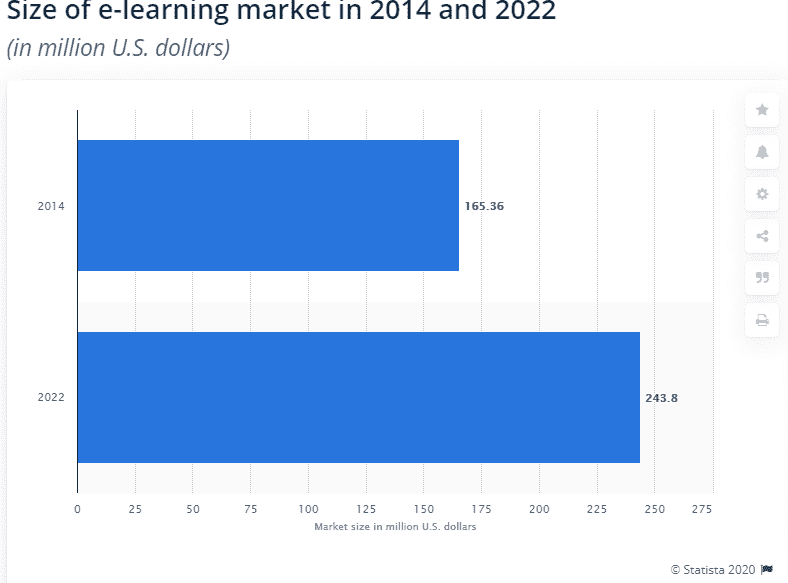 Size of e-learning market in 2014 and 2022
(in million U.S. dollars)
2014
165.36
2022
243.8
0 25 50 75 100 125 150 175 200 225 250 275
Market size in million U.S. dollars
© Statista 2020